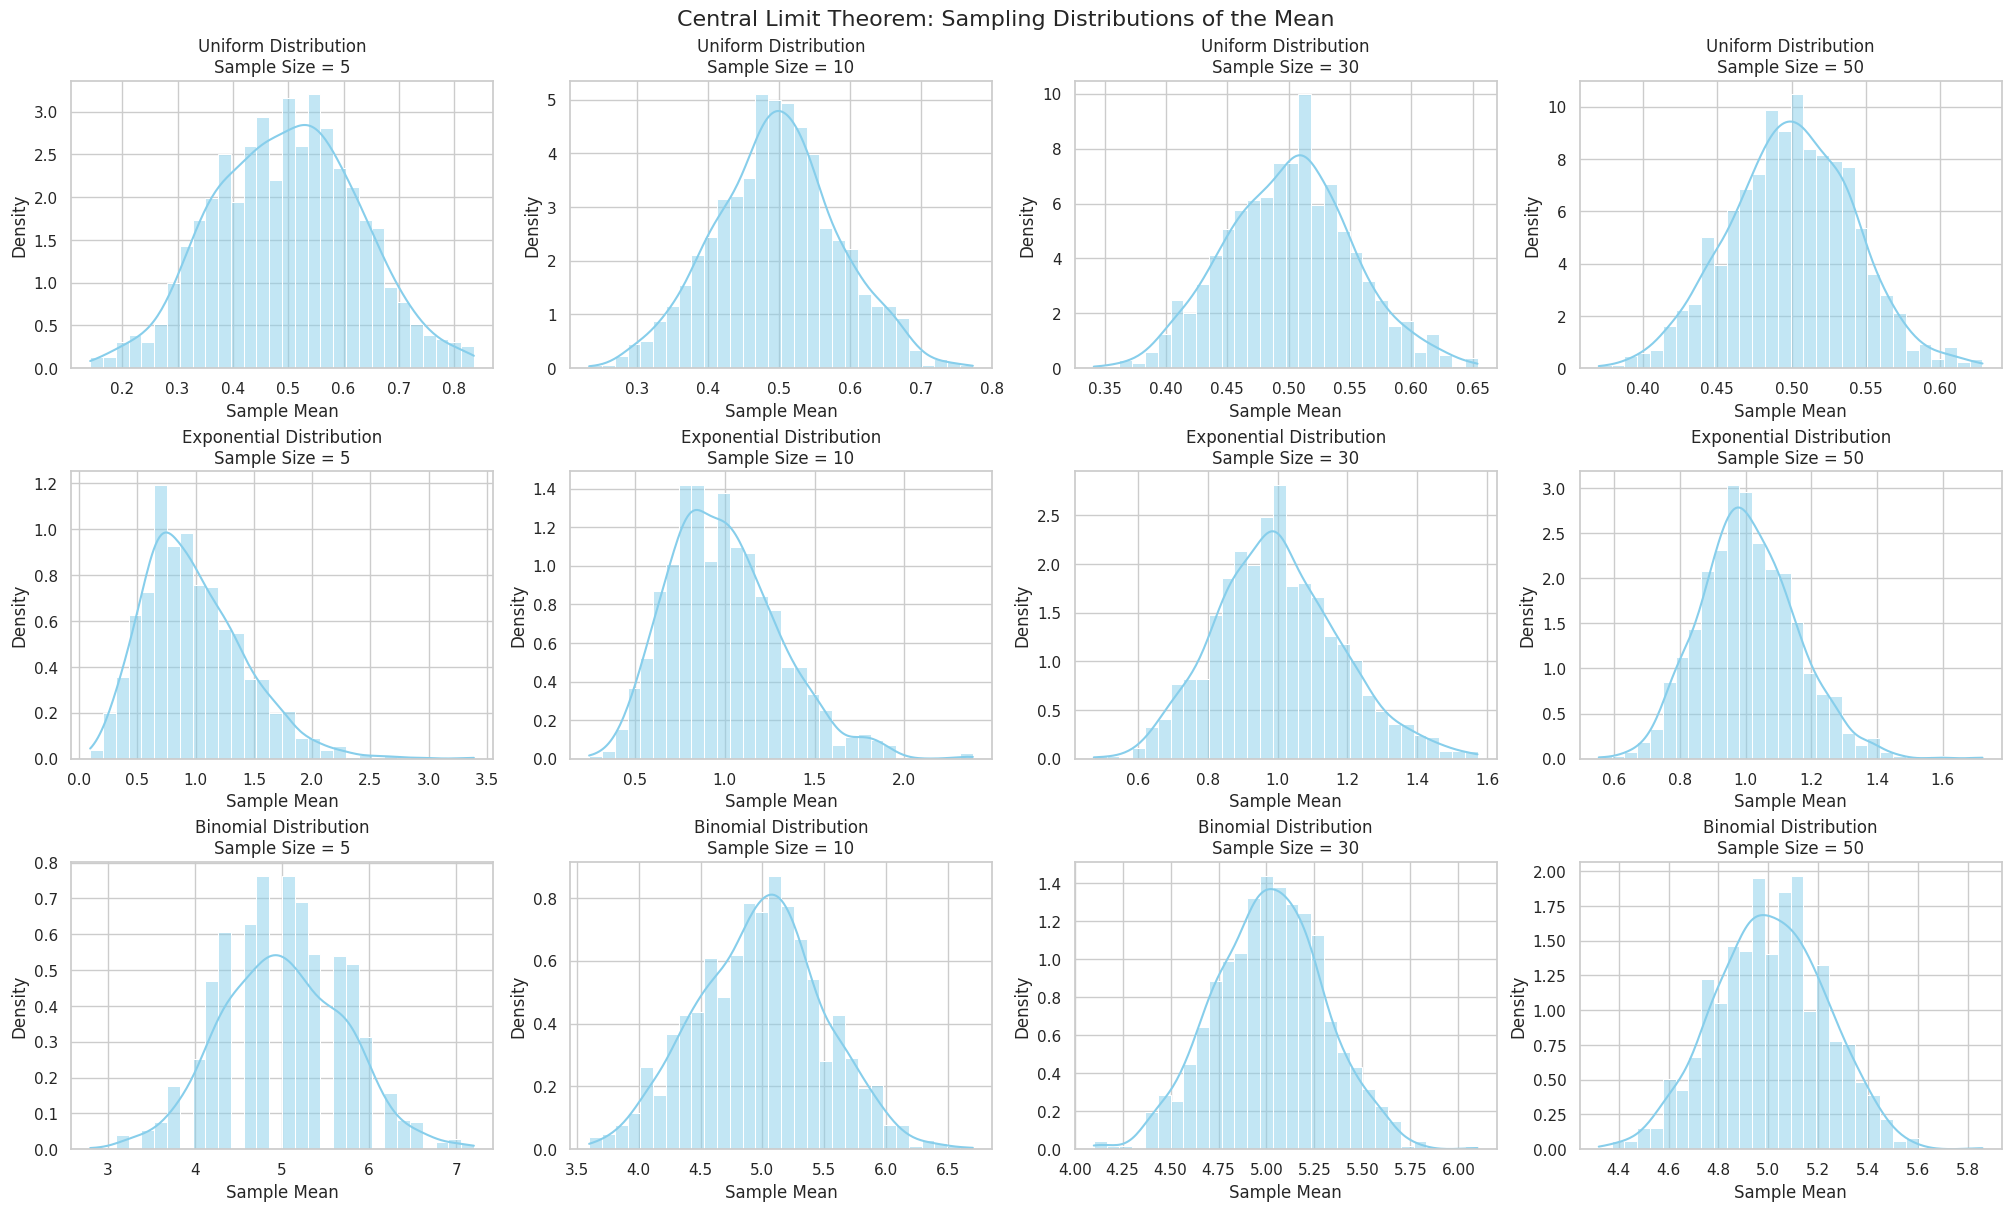 Central Limit Theorem: Sampling Distributions of the Mean
Uniform Distribution
Sample Size = 5
3.0
2.5
2.0
1.5
1.0
0.5
0.0
Density
0.2 0.3 0.4 0.5 0.6 0.7 0.8
Sample Mean
Uniform Distribution
Sample Size = 10
5
4
3
2
1
0
Density
0.3 0.4 0.5 0.6 0.7 0.8
Sample Mean
Uniform Distribution
Sample Size = 30
10
8
6
4
2
0
Density
0.35 0.40 0.45 0.50 0.55 0.60 0.65
Sample Mean
Uniform Distribution
Sample Size = 50
10
8
6
4
2
0
Density
0.40 0.45 0.50 0.55 0.60
Sample Mean
Exponential Distribution
Sample Size = 5
1.2
1.0
0.8
0.6
0.4
0.2
0.0
Density
0.0 0.5 1.0 1.5 2.0 2.5 3.0 3.5
Sample Mean
Exponential Distribution
Sample Size = 10
1.4
1.2
1.0
0.8
0.6
0.4
0.2
0.0
Density
0.5 1.0 1.5 2.0
Sample Mean
Exponential Distribution
Sample Size = 30
2.5
2.0
1.5
1.0
0.5
0.0
Density
0.6 0.8 1.0 1.2 1.4 1.6
Sample Mean
Exponential Distribution
Sample Size = 50
3.0
2.5
2.0
1.5
1.0
0.5
0.0
Density
0.6 0.8 1.0 1.2 1.4 1.6
Sample Mean
Binomial Distribution
Sample Size = 5
0.8
0.7
0.6
0.5
0.4
0.3
0.2
0.1
0.0
Density
3 4 5 6 7
Sample Mean
Binomial Distribution
Sample Size = 10
0.8
0.6
0.4
0.2
0.0
Density
3.5 4.0 4.5 5.0 5.5 6.0 6.5
Sample Mean
Binomial Distribution
Sample Size = 30
1.4
1.2
1.0
0.8
0.6
0.4
0.2
0.0
Density
4.00 4.25 4.50 4.75 5.00 5.25 5.50 5.75 6.00
Sample Mean
Binomial Distribution
Sample Size = 50
2.00
1.75
1.50
1.25
1.00
0.75
0.50
0.25
0.00
Density
4.4 4.6 4.8 5.0 5.2 5.4 5.6 5.8
Sample Mean